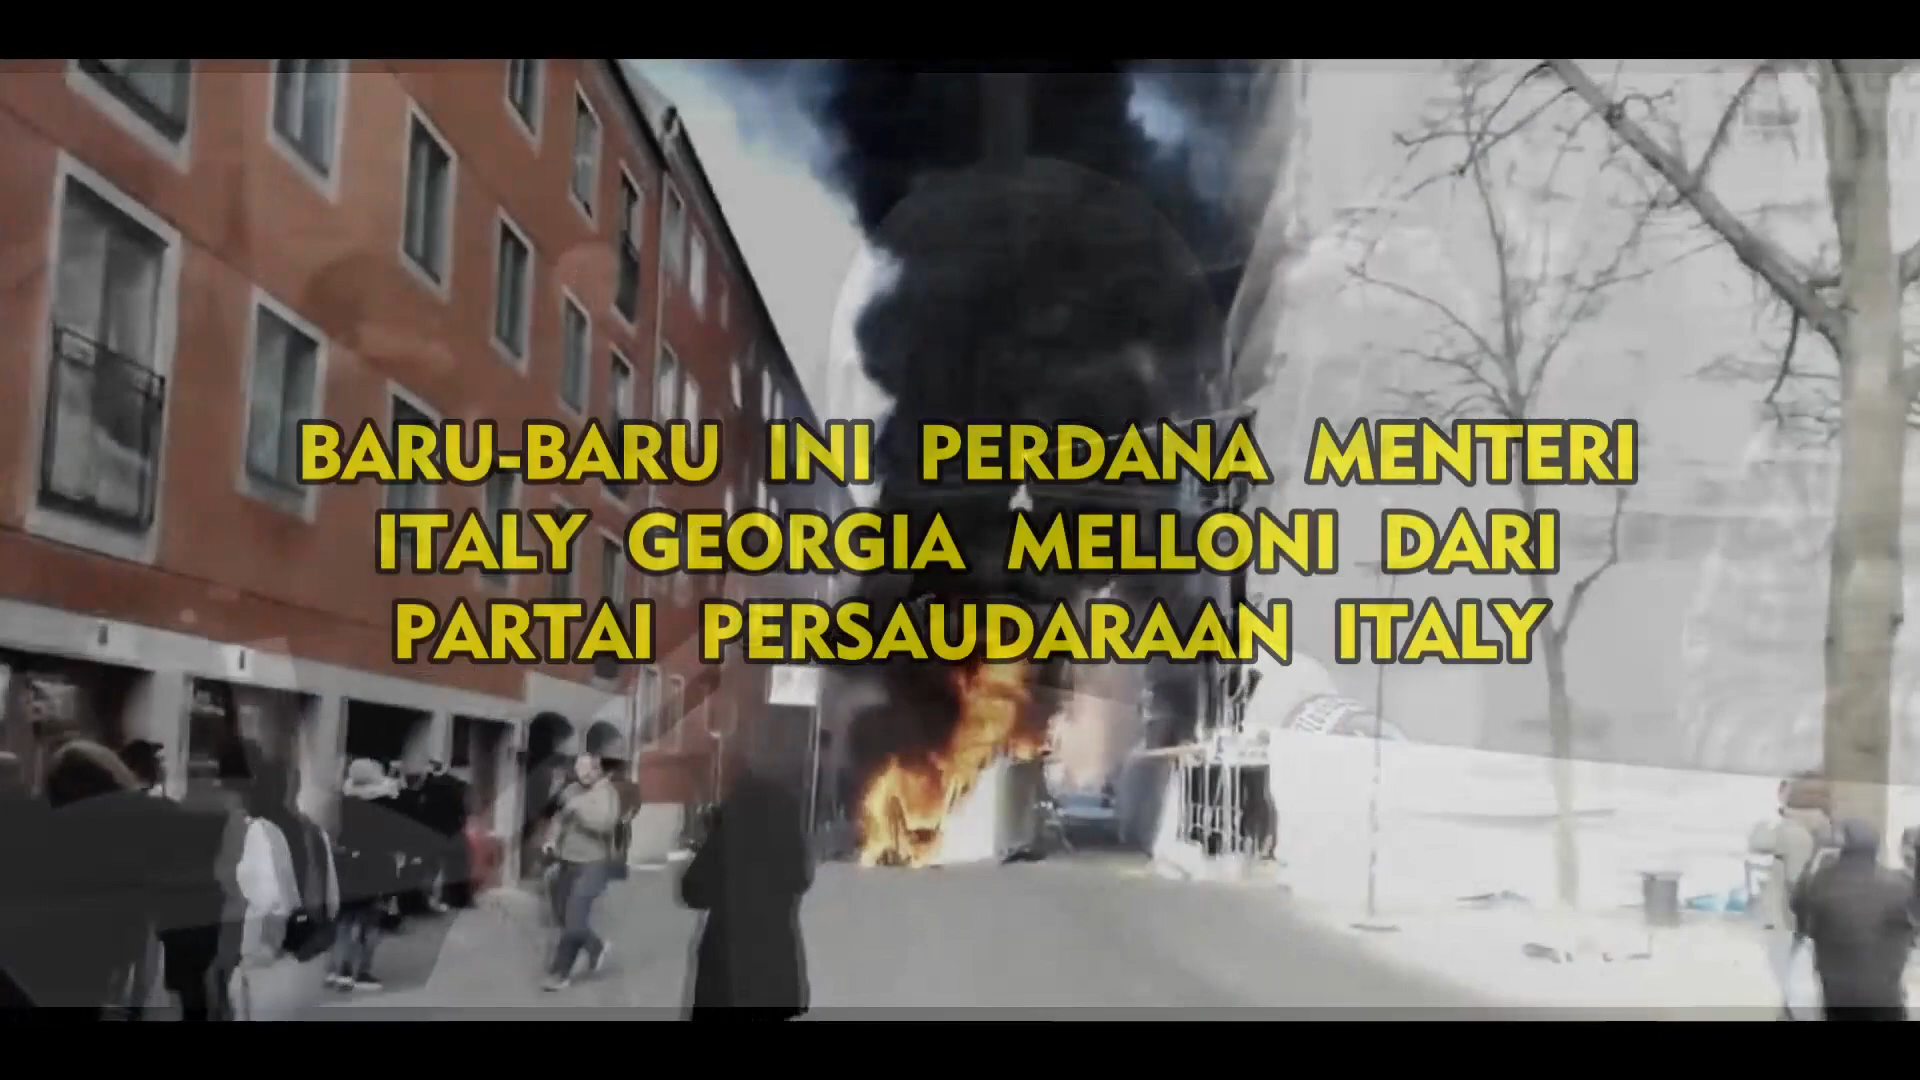 BARU-BARU INI PERDANA MENTERI
ITALY GEORGIA MELLONI DARI
PARTAI PERSAUDARAAN ITALY